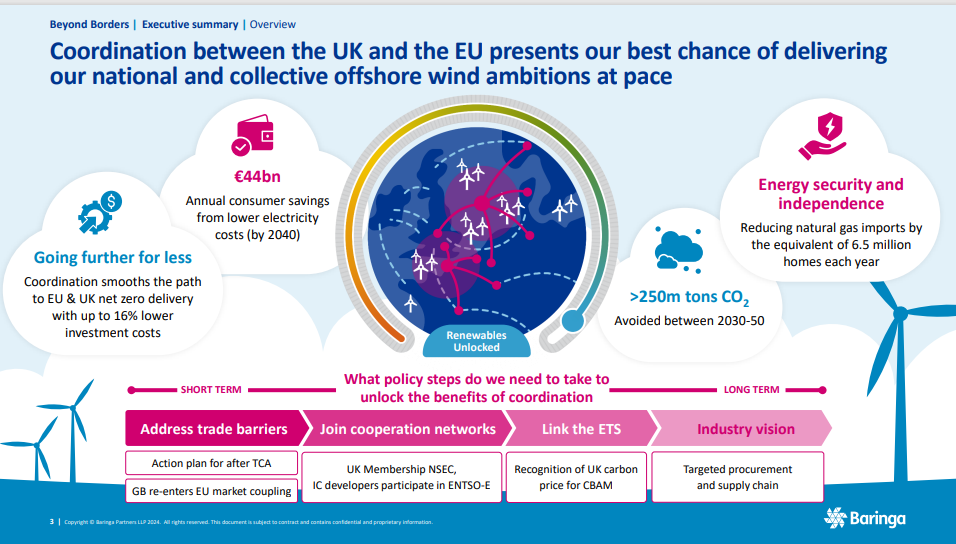 Beyond Borders | Executive summary | Overview
Coordination between the UK and the EU presents our best chance of delivering
our national and collective offshore wind ambitions at pace
€44bn
Annual consumer savings
from lower electricity
costs (by 2040)
Going further for less
Coordination smooths the path
to EU & UK net zero delivery
with up to 16% lower
investment costs
Renewables
Unlocked
>250m tons CO2
Avoided between 2030-50
Energy security and
independence
Reducing natural gas imports by
the equivalent of 6.5 million
homes each year
SHORT TERM
What policy steps do we need to take to
unlock the benefits of coordination
LONG TERM
Address trade barriers
Join cooperation networks
Link the ETS
Industry vision
Action plan for after TCA
GB re-enters EU market coupling
UK Membership NSEC,
IC developers participate in ENTSO-E
Recognition of UK carbon
price for CBAM
Targeted procurement
and supply chain
3 | Copyright © Baringa Partners LLP 2024. All rights reserved. This document is subject to contract and contains confidential and proprietary information.
Baringa